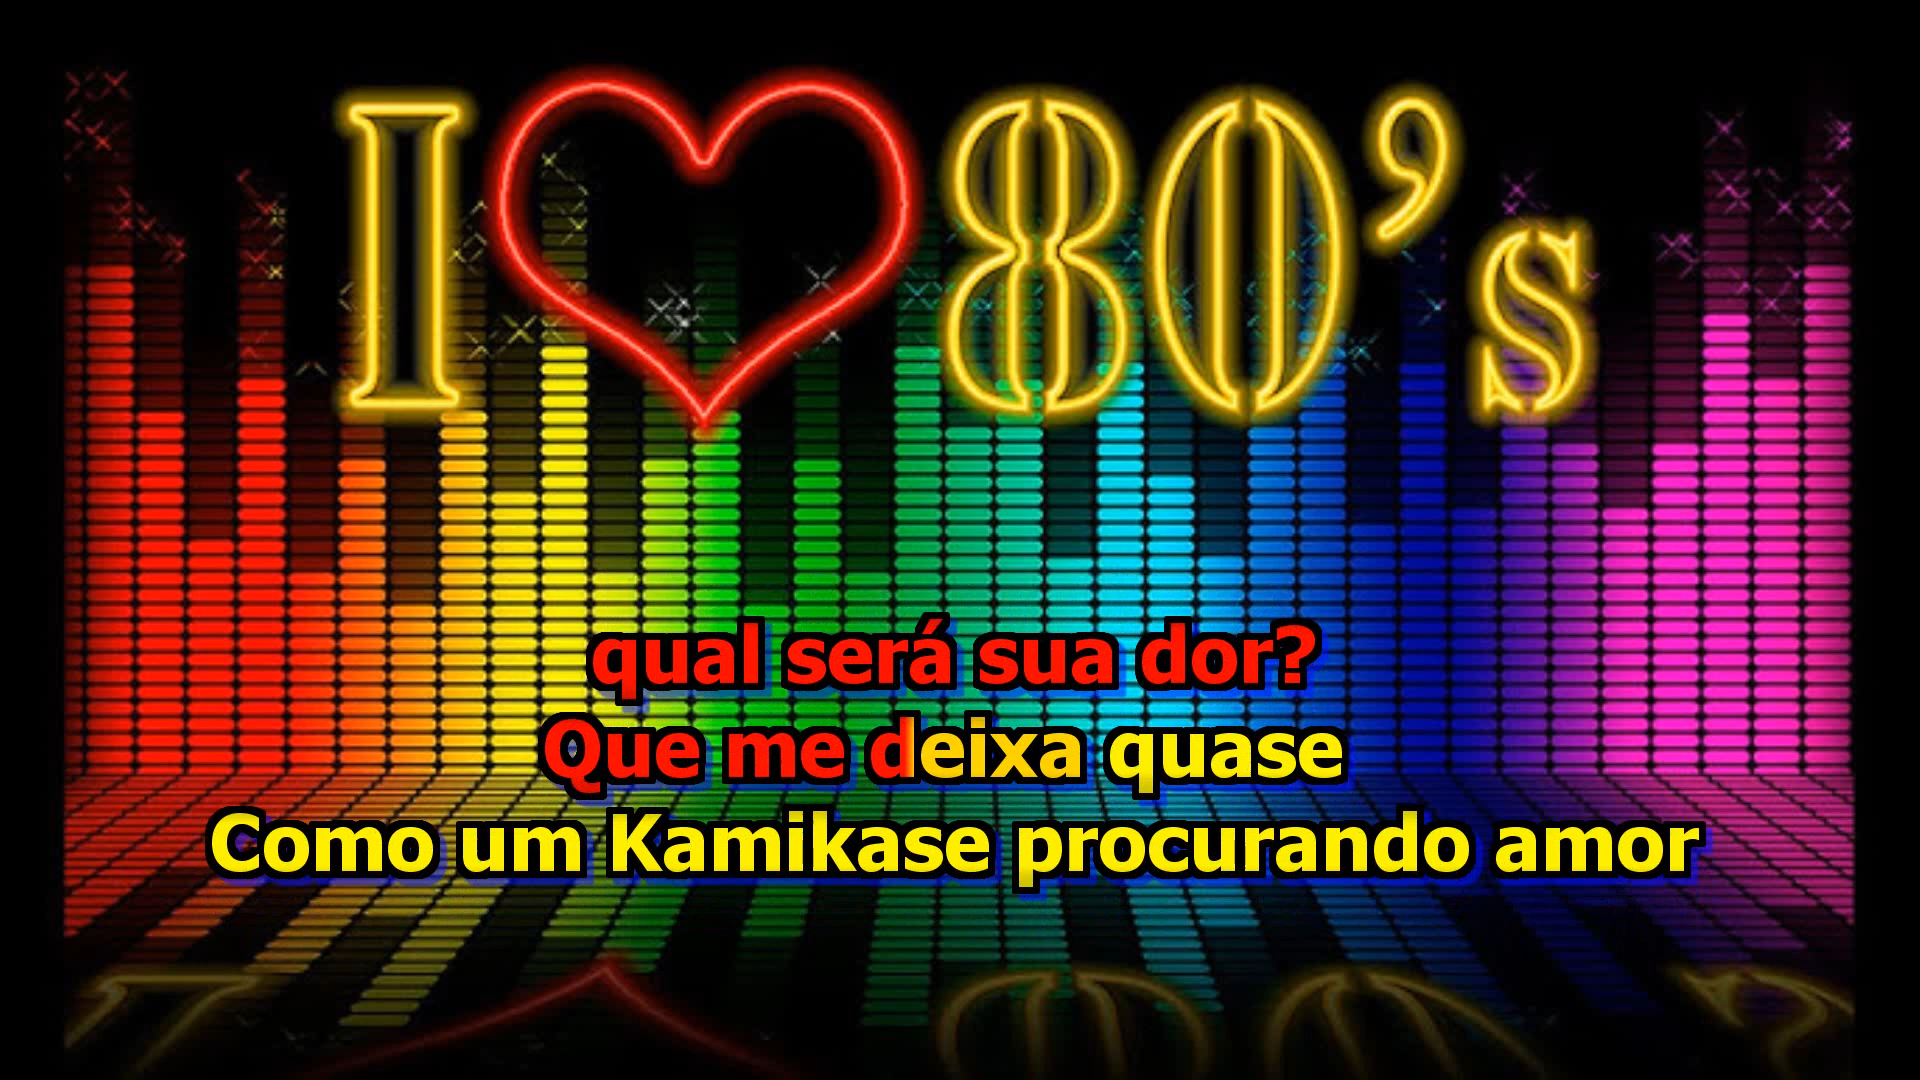 I ❤ 80's
qual será sua dor?
Que me deixa quase
Como um Kamikase procurando amor